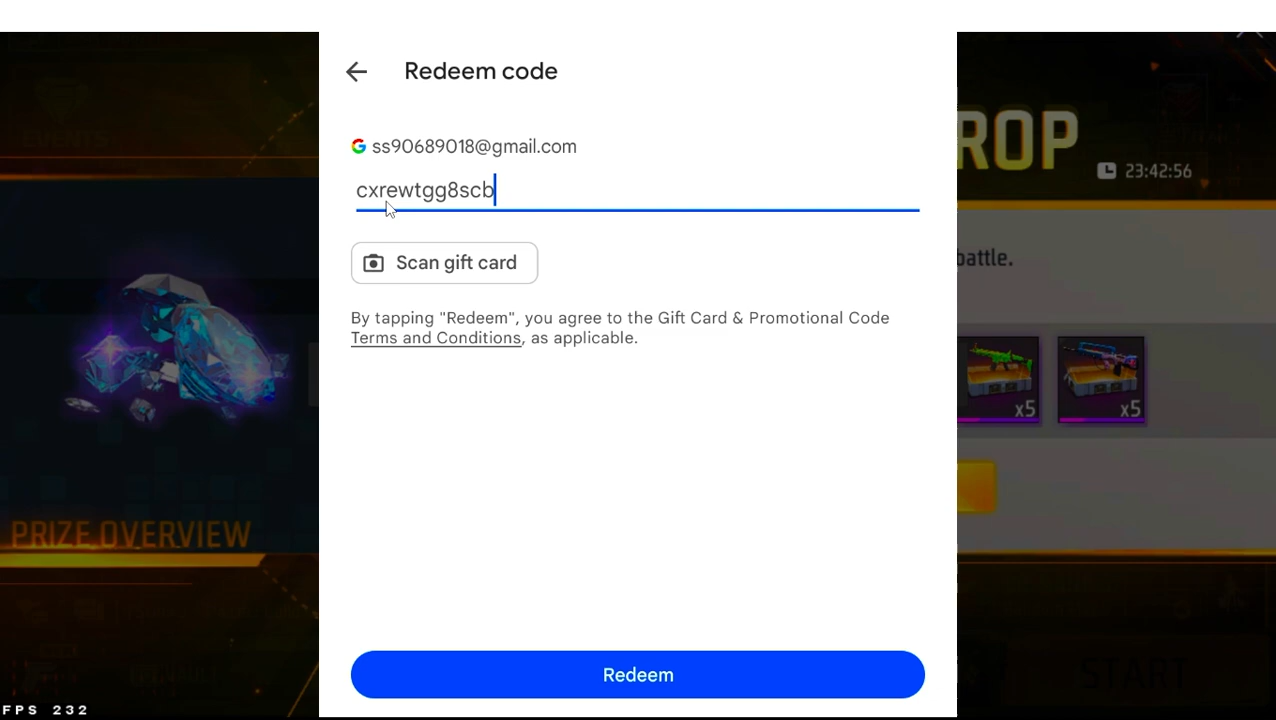 Redeem code
ss90689018@gmail.com
cxrewtgg8scb
Scan gift card
By tapping "Redeem", you agree to the Gift Card & Promotional Code
Terms and Conditions, as applicable.
Redeem
EVENTS
ROP
23:42:56
battle.
x5
x5
PRIZE OVERVIEW
START
FPS 232